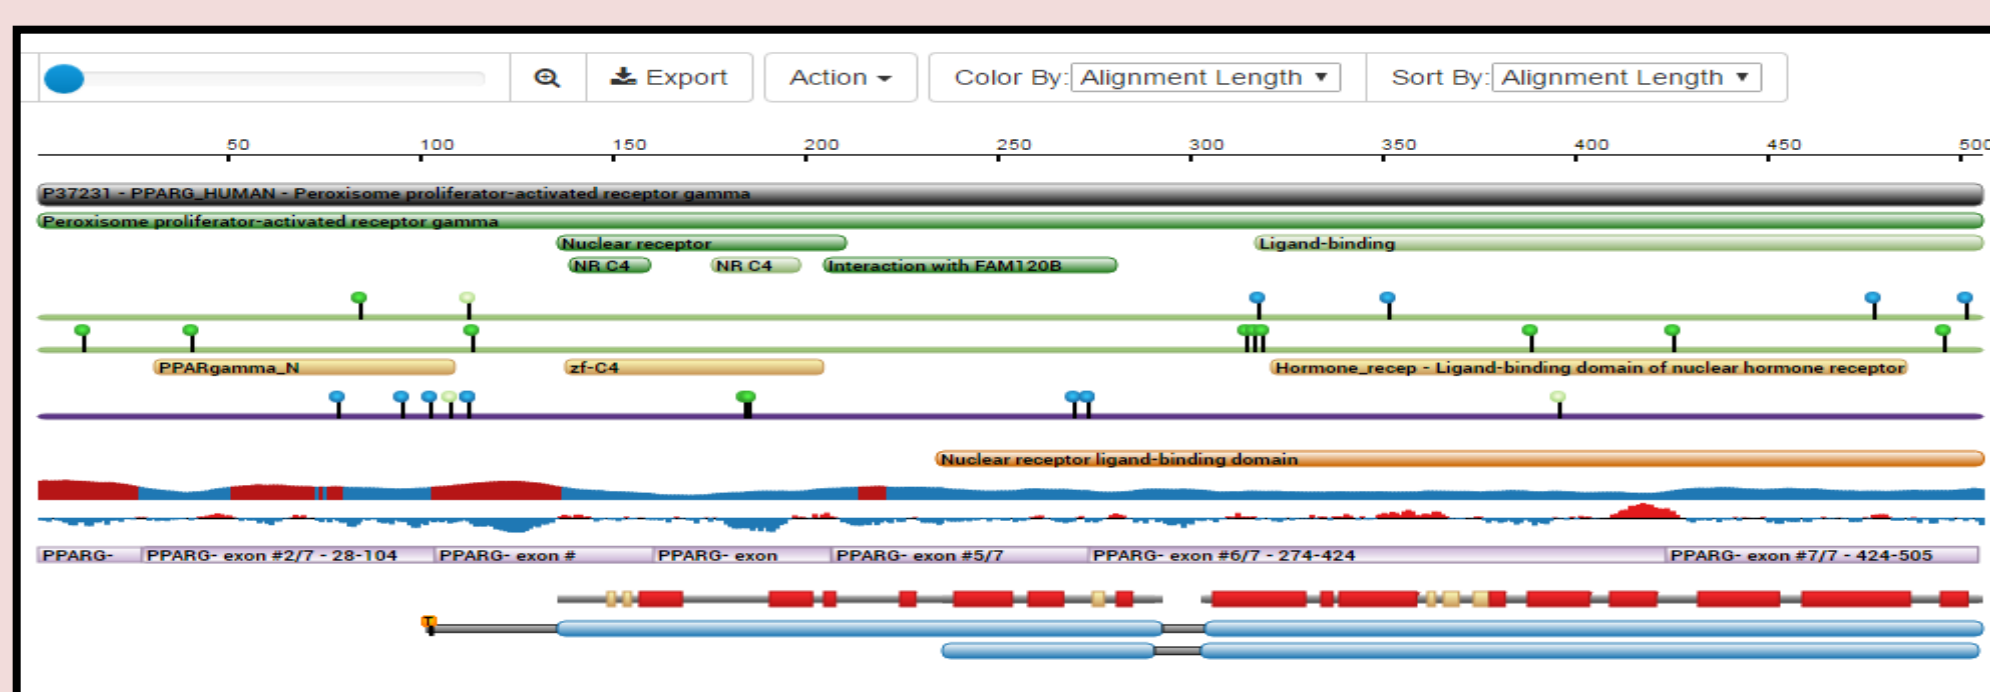 Export Action Color By: Alignment Length Sort By: Alignment Length
50 100 150 200 250 300 350 400 450 500
P37231 - PPARG_HUMAN - Peroxisome proliferator-activated receptor gamma
Peroxisome proliferator-activated receptor gamma
Nuclear receptor Ligand-binding
NR C4 NR C4 Interaction with FAM120B
PPARgamma_N zf-C4 Hormone_recep - Ligand-binding domain of nuclear hormone receptor
Nuclear receptor ligand-binding domain
PPARG- PPARG- exon #2/7 - 28-104 PPARG- exon # PPARG- exon PPARG- exon #5/7 PPARG- exon #6/7 - 274-424 PPARG- exon #7/7 - 424-505
T